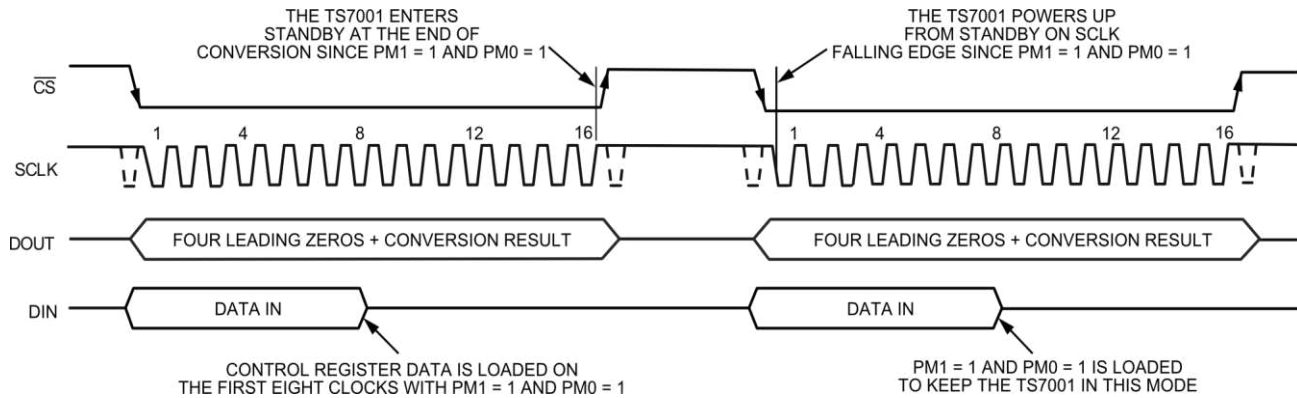 THE TS7001 ENTERS
STANDBY AT THE END OF
CONVERSION SINCE PM1 = 1 AND PM0 = 1
THE TS7001 POWERS UP
FROM STANDBY ON SCLK
FALLING EDGE SINCE PM1 = 1 AND PM0 = 1
CS
1 4 8 12 16 1 4 8 12 16
SCLK
DOUT FOUR LEADING ZEROS + CONVERSION RESULT FOUR LEADING ZEROS + CONVERSION RESULT
DIN DATA IN DATA IN
CONTROL REGISTER DATA IS LOADED ON
THE FIRST EIGHT CLOCKS WITH PM1 = 1 AND PM0 = 1
PM1 = 1 AND PM0 = 1 IS LOADED
TO KEEP THE TS7001 IN THIS MODE